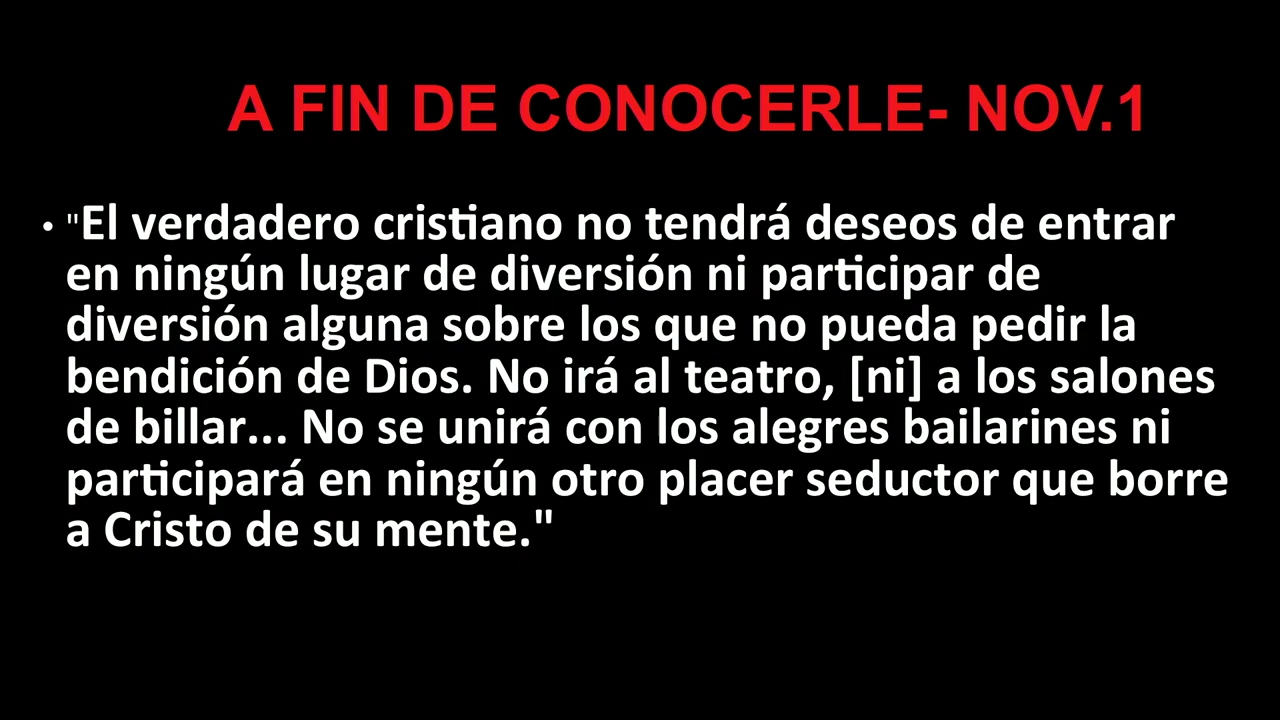 A FIN DE CONOCERLE- NOV.1
• "El verdadero cristiano no tendrá deseos de entrar
en ningún lugar de diversión ni participar de
diversión alguna sobre los que no pueda pedir la
bendición de Dios. No irá al teatro, [ni] a los salones
de billar... No se unirá con los alegres bailarines ni
participará en ningún otro placer seductor que borre
a Cristo de su mente."